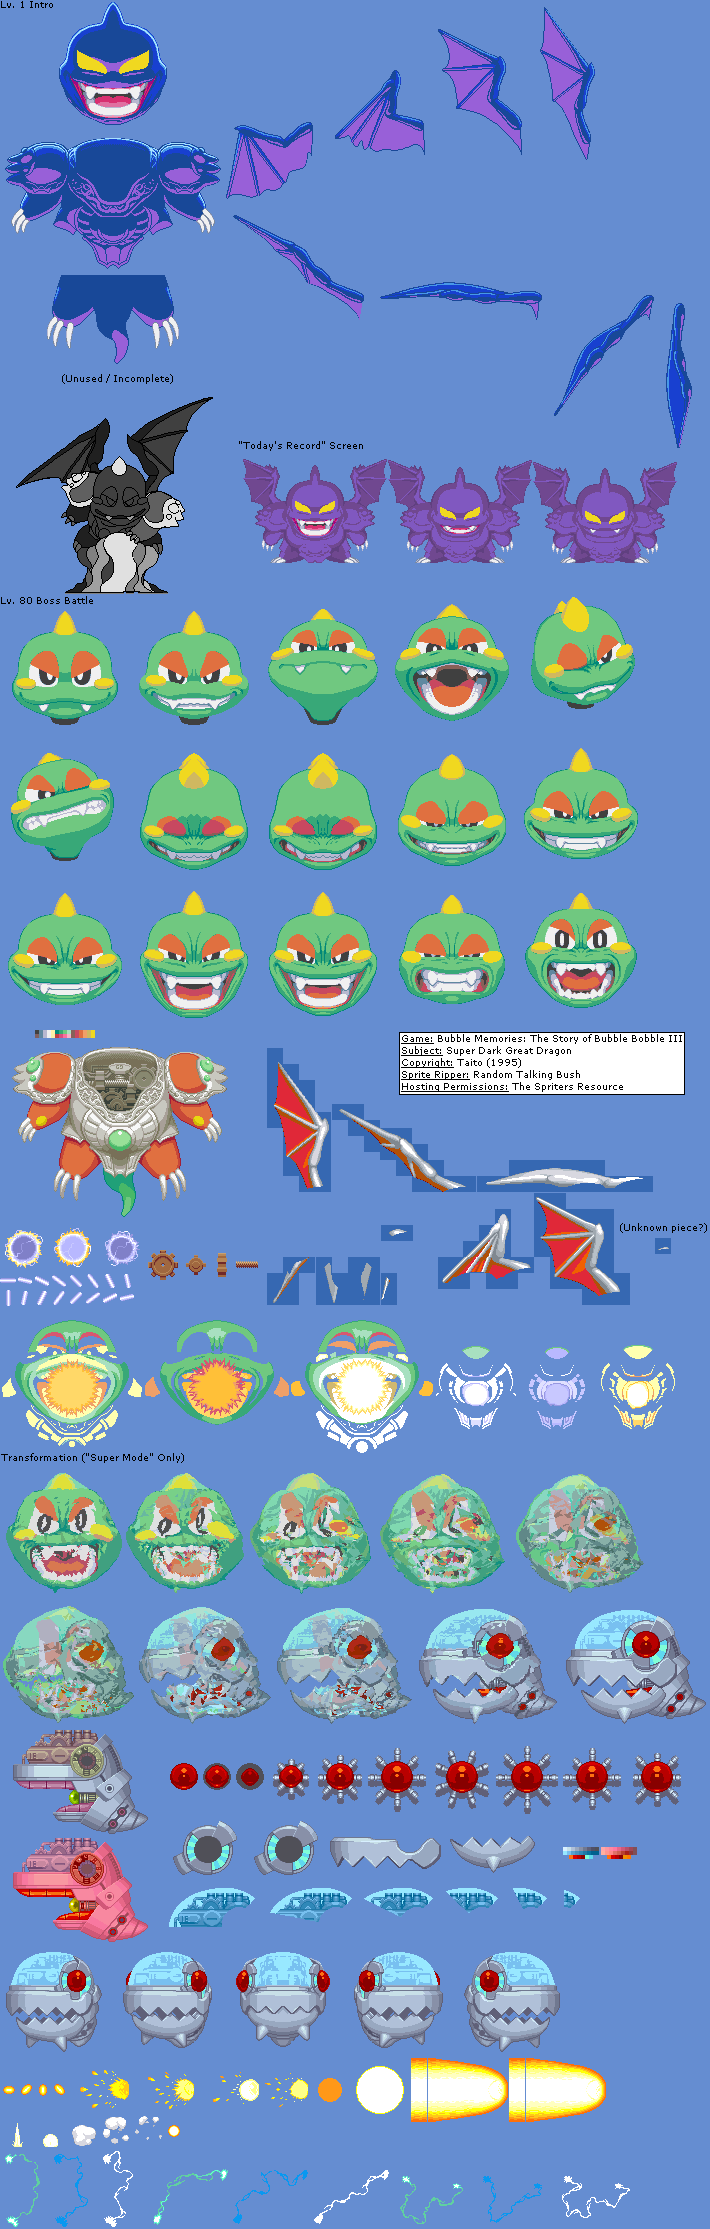 Lv. 1 Intro
(Unused / Incomplete)
"Today's Record" Screen
Lv. 80 Boss Battle
Game: Bubble Memories: The Story of Bubble Bobble III
Subject: Super Dark Great Dragon
Copyright: Taito (1995)
Sprite Ripper: Random Talking Bush
Hosting Permissions: The Spriters Resource
(Unknown piece?)
Transformation ("Super Mode" Only)